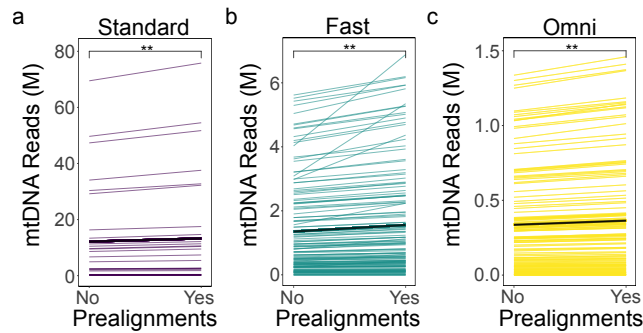 a
Standard
mtDNA Reads (M)
80
60
40
20
0
**
No
Yes
Prealignments
b
Fast
mtDNA Reads (M)
6
4
2
0
**
No
Yes
Prealignments
c
Omni
mtDNA Reads (M)
1.5
1.0
0.5
0.0
**
No
Yes
Prealignments